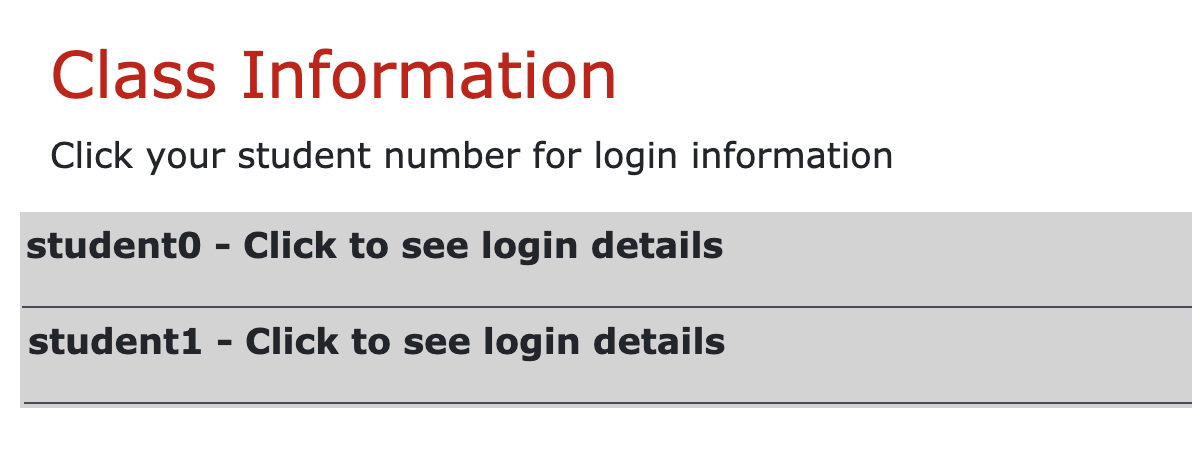 Class Information
Click your student number for login information
student0 - Click to see login details
student1 - Click to see login details